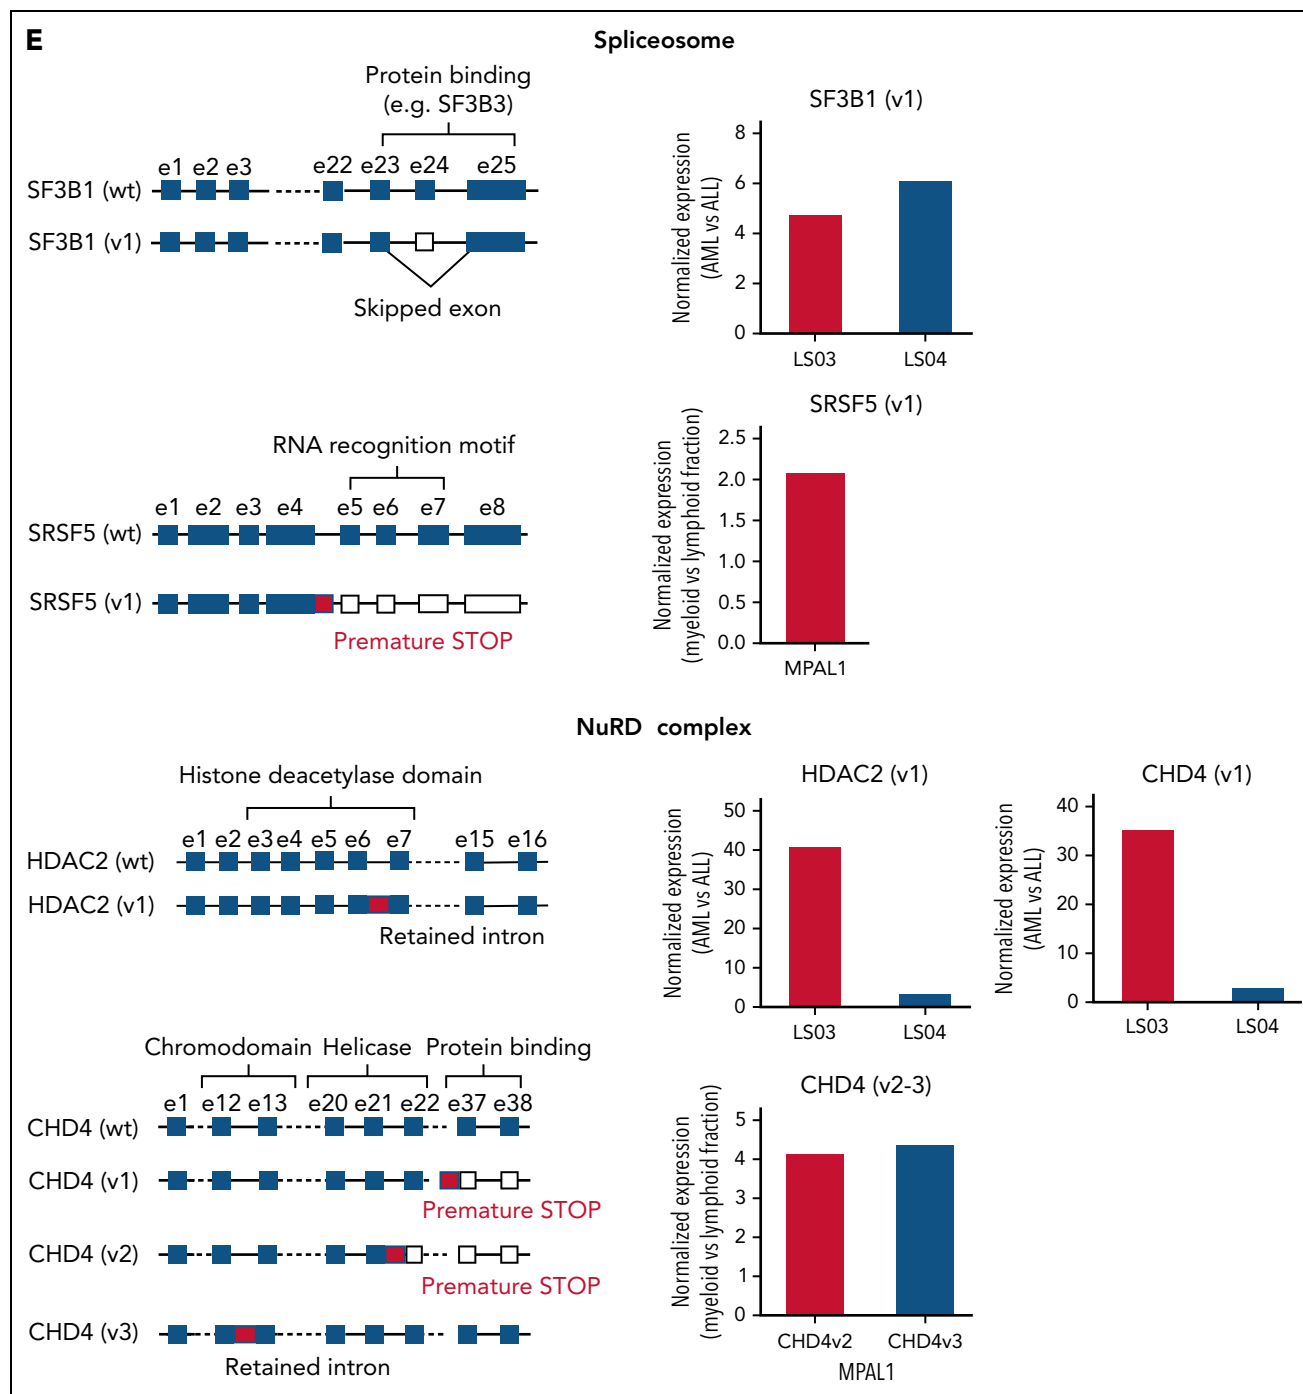 E
Spliceosome
Protein binding
(e.g. SF3B3)
e1 e2 e3 e22 e23 e24 e25
SF3B1 (wt)
SF3B1 (v1)
Skipped exon
SF3B1 (v1)
Normalized expression
(AML vs ALL)
8
6
4
2
0
LS03 LS04
RNA recognition motif
e1 e2 e3 e4 e5 e6 e7 e8
SRSF5 (wt)
SRSF5 (v1)
Premature STOP
SRSF5 (v1)
Normalized expression
(myeloid vs lymphoid fraction)
2.5
2.0
1.5
1.0
0.5
0.0
MPAL1
NuRD complex
Histone deacetylase domain
e1 e2 e3 e4 e5 e6 e7 e15 e16
HDAC2 (wt)
HDAC2 (v1)
Retained intron
HDAC2 (v1)
Normalized expression
(AML vs ALL)
50
40
30
20
10
0
LS03 LS04
CHD4 (v1)
Normalized expression
(AML vs ALL)
40
30
20
10
0
LS03 LS04
Chromodomain Helicase Protein binding
e1 e12 e13 e20 e21 e22 e37 e38
CHD4 (wt)
CHD4 (v1)
Premature STOP
CHD4 (v2)
Premature STOP
CHD4 (v3)
Retained intron
CHD4 (v2-3)
Normalized expression
(myeloid vs lymphoid fraction)
5
4
3
2
1
0
CHD4v2 CHD4v3
MPAL1